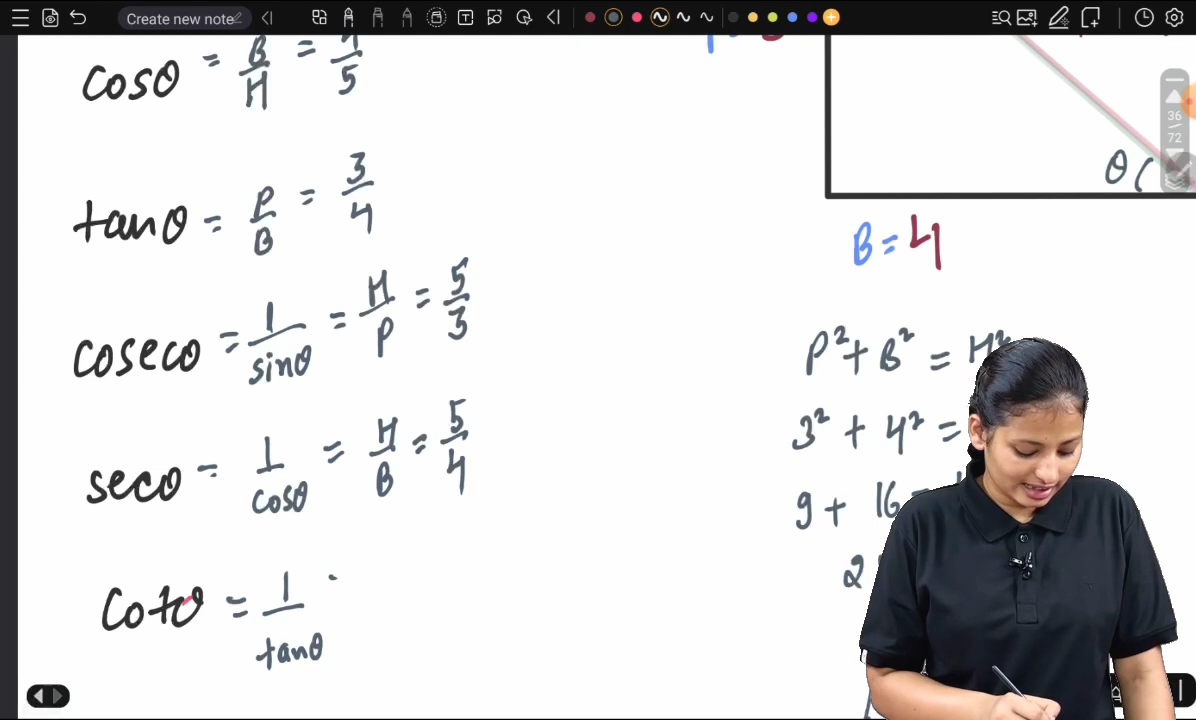 Create new note
cosθ = B/H = 4/5
tanθ = P/B = 3/4
36/72
θ
B = 4
cosecθ = 1/sinθ = H/P = 5/3
P² + B² = H²
3² + 4² =
secθ = 1/cosθ = H/B = 5/4
9 + 16 =
2
cotθ = 1/tanθ